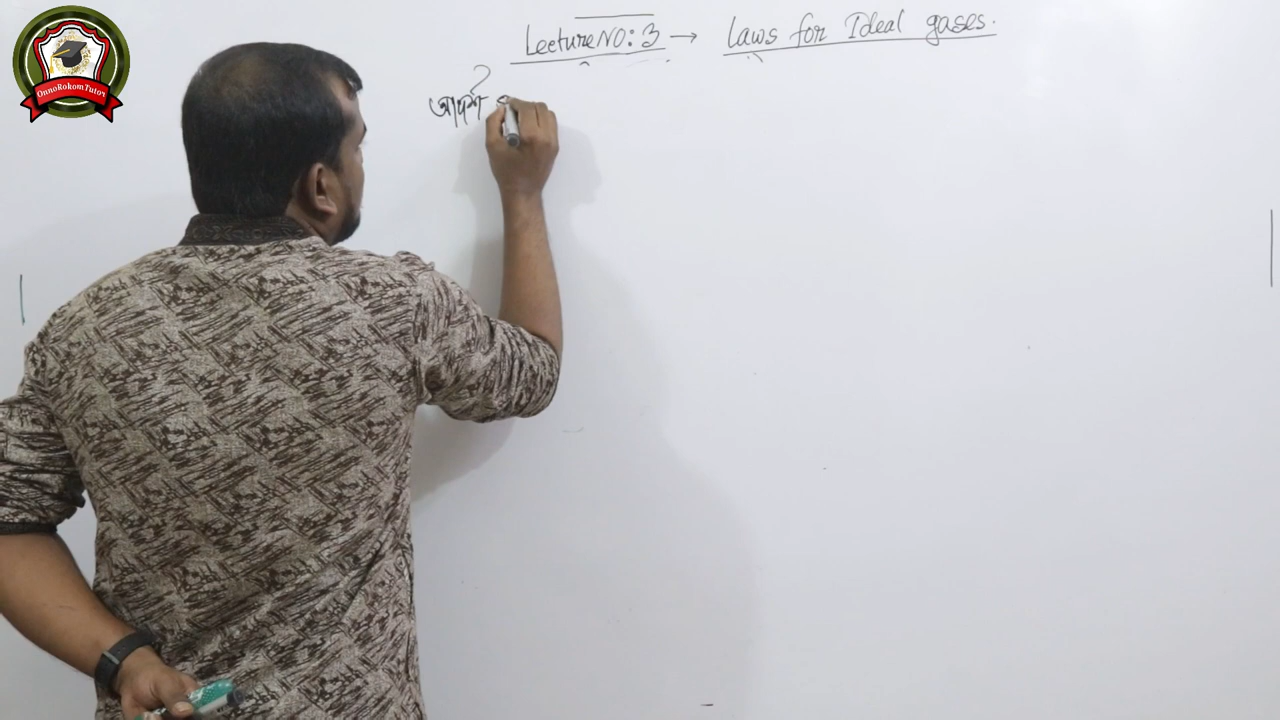 OnnoRokomTutor
Lecture NO: 3 → Laws for Ideal gases.
আদর্শ